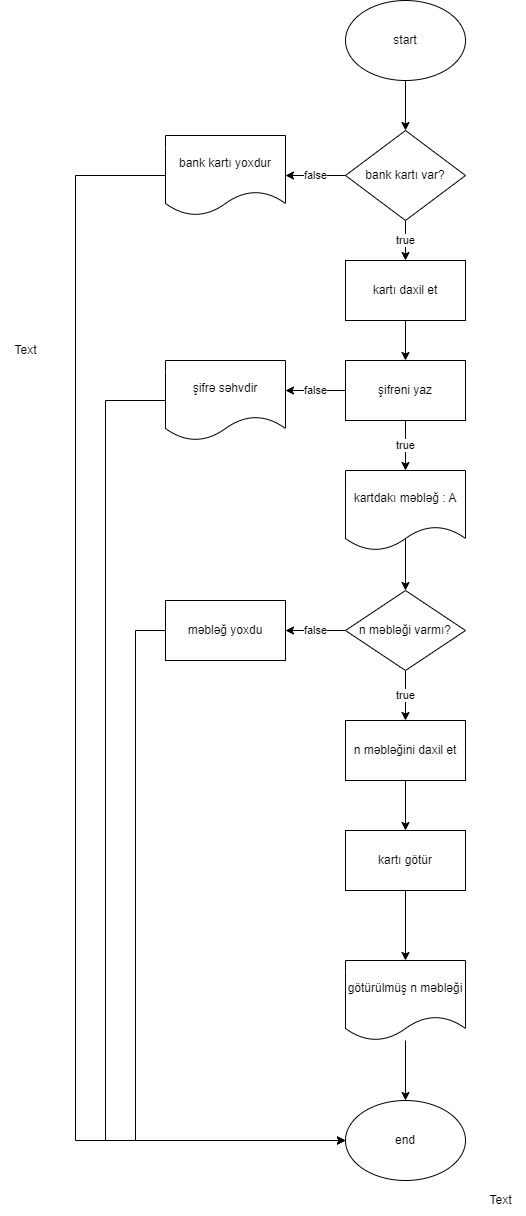 start
bank kartı var?
false
bank kartı yoxdur
true
kartı daxil et
Text
şifrəni yaz
false
şifrə səhvdir
true
kartdakı məbləğ : A
n məbləği varmı?
false
məbləğ yoxdu
true
n məbləğini daxil et
kartı götür
götürülmüş n məbləği
end
Text